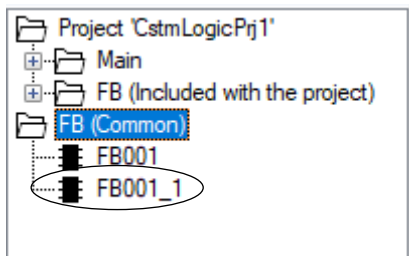 Project 'CstmLogicPrj1'
Main
FB (Included with the project)
FB (Common)
FB001
FB001_1